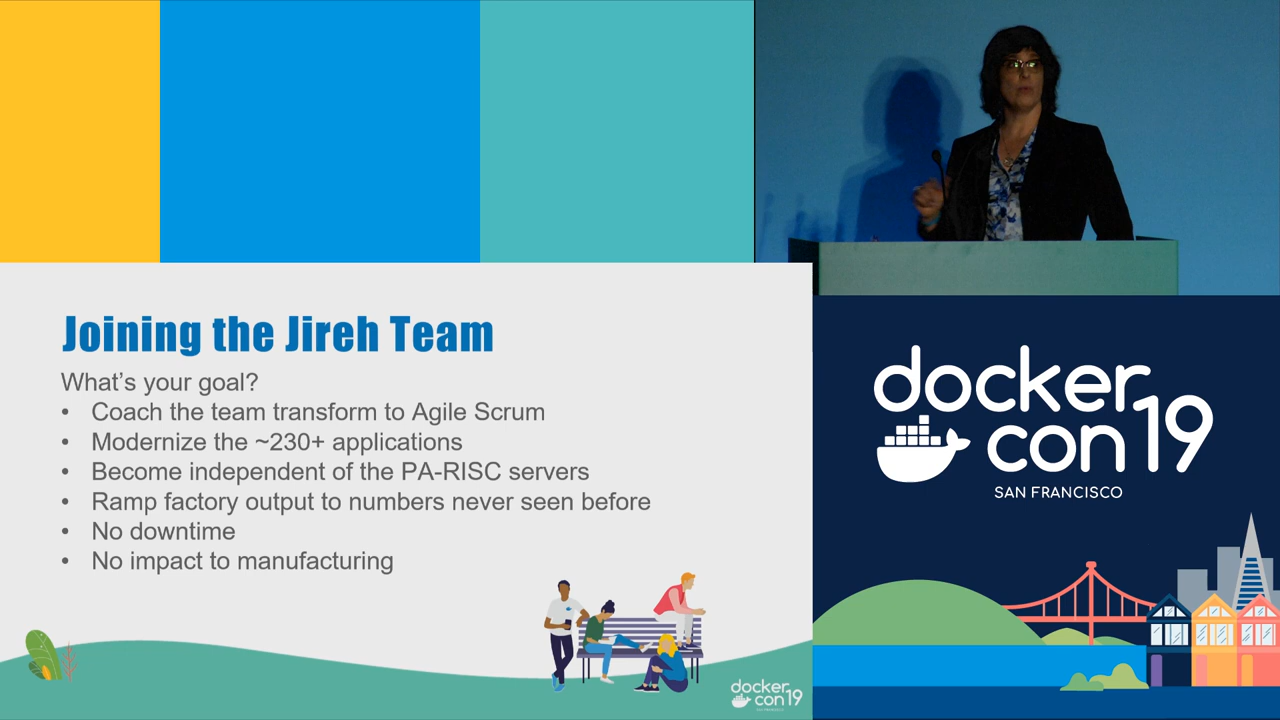 Joining the Jireh Team
What's your goal?
• Coach the team transform to Agile Scrum
• Modernize the ~230+ applications
• Become independent of the PA-RISC servers
• Ramp factory output to numbers never seen before
• No downtime
• No impact to manufacturing
docker
con19
SAN FRANCISCO
docker
con19
SAN FRANCISCO